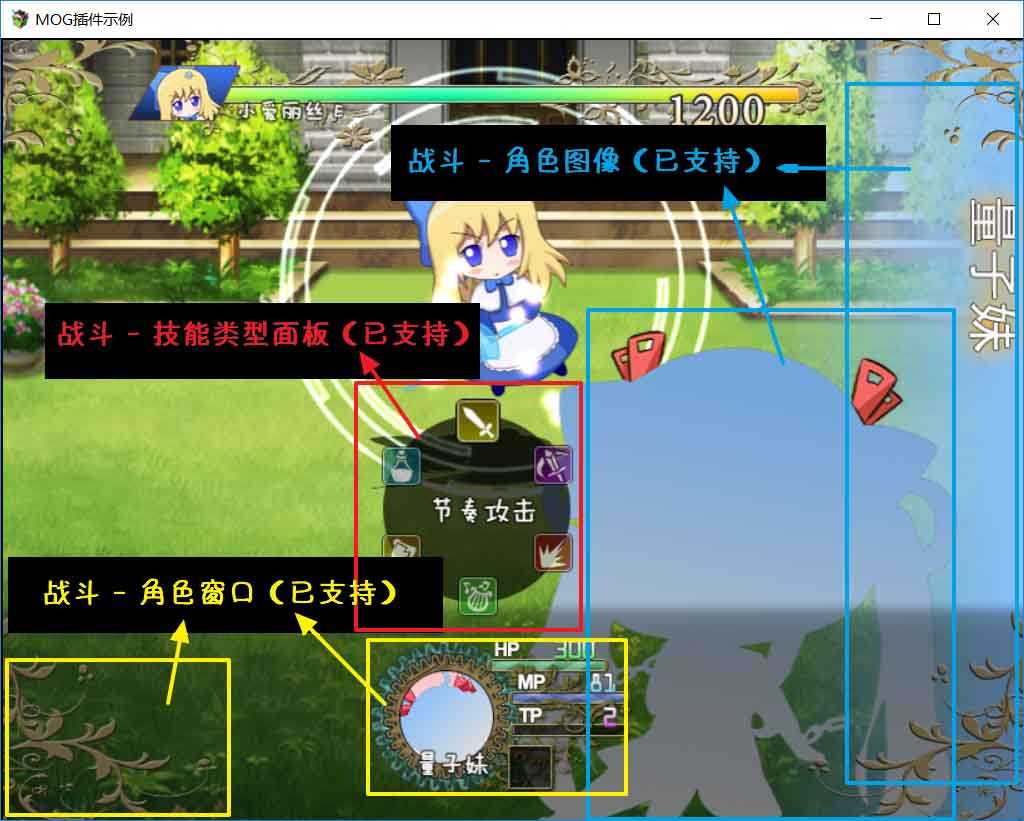 MOG插件示例
小爱丽丝
1200
战斗 - 角色图像（已支持）
量子妹
战斗 - 技能类型面板（已支持）
节奏攻击
战斗 - 角色窗口（已支持）
HP 300
MP 81
TP 2
量子妹